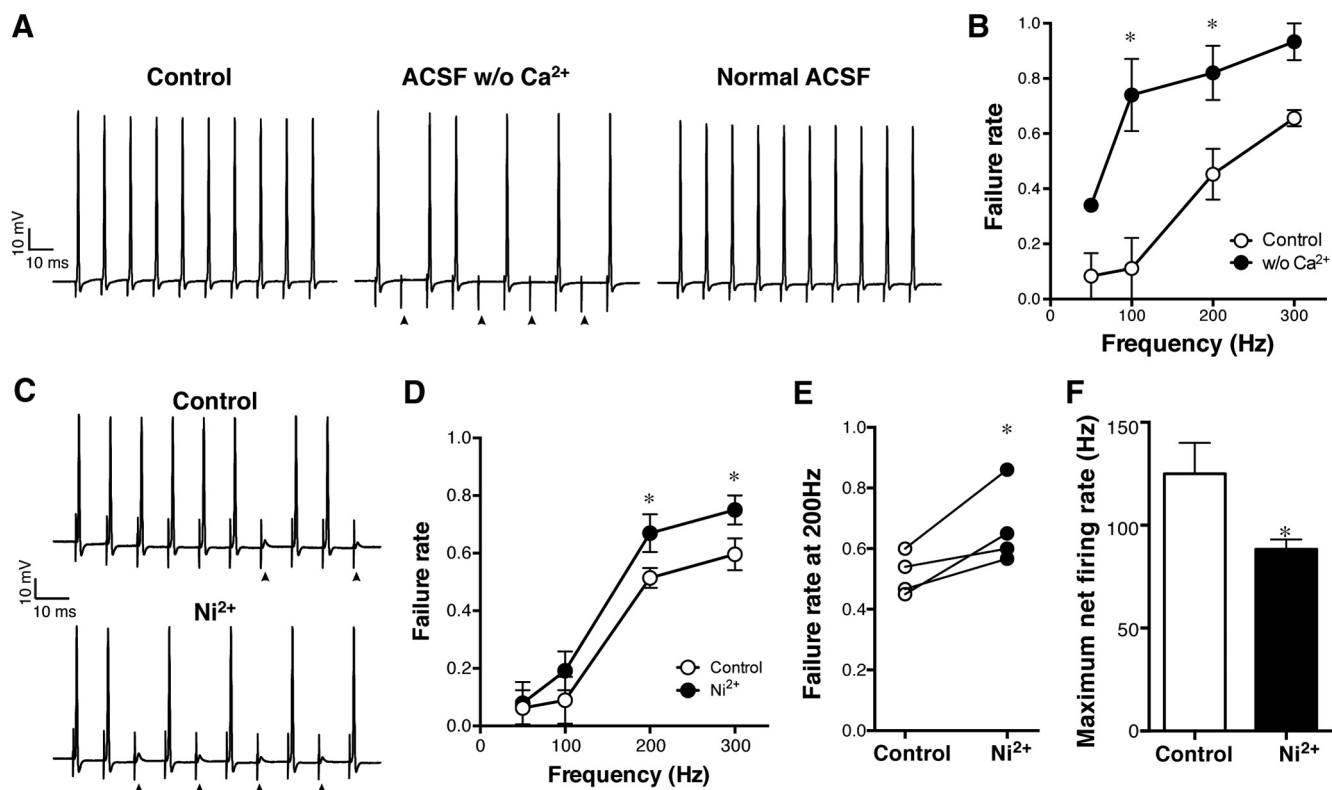 A
Control
ACSF w/o Ca²⁺
Normal ACSF
10 mV
10 ms
B
1.0
0.8
0.6
0.4
0.2
0.0
Failure rate
*
*
Control
w/o Ca²⁺
0
100
200
300
Frequency (Hz)
C
Control
10 mV
10 ms
Ni²⁺
D
1.0
0.8
0.6
0.4
0.2
0.0
Failure rate
*
*
Control
Ni²⁺
0
100
200
300
Frequency (Hz)
E
1.0
0.8
0.6
0.4
0.2
0.0
Failure rate at 200Hz
*
Control
Ni²⁺
F
150
100
50
0
Maximum net firing rate (Hz)
*
Control
Ni²⁺